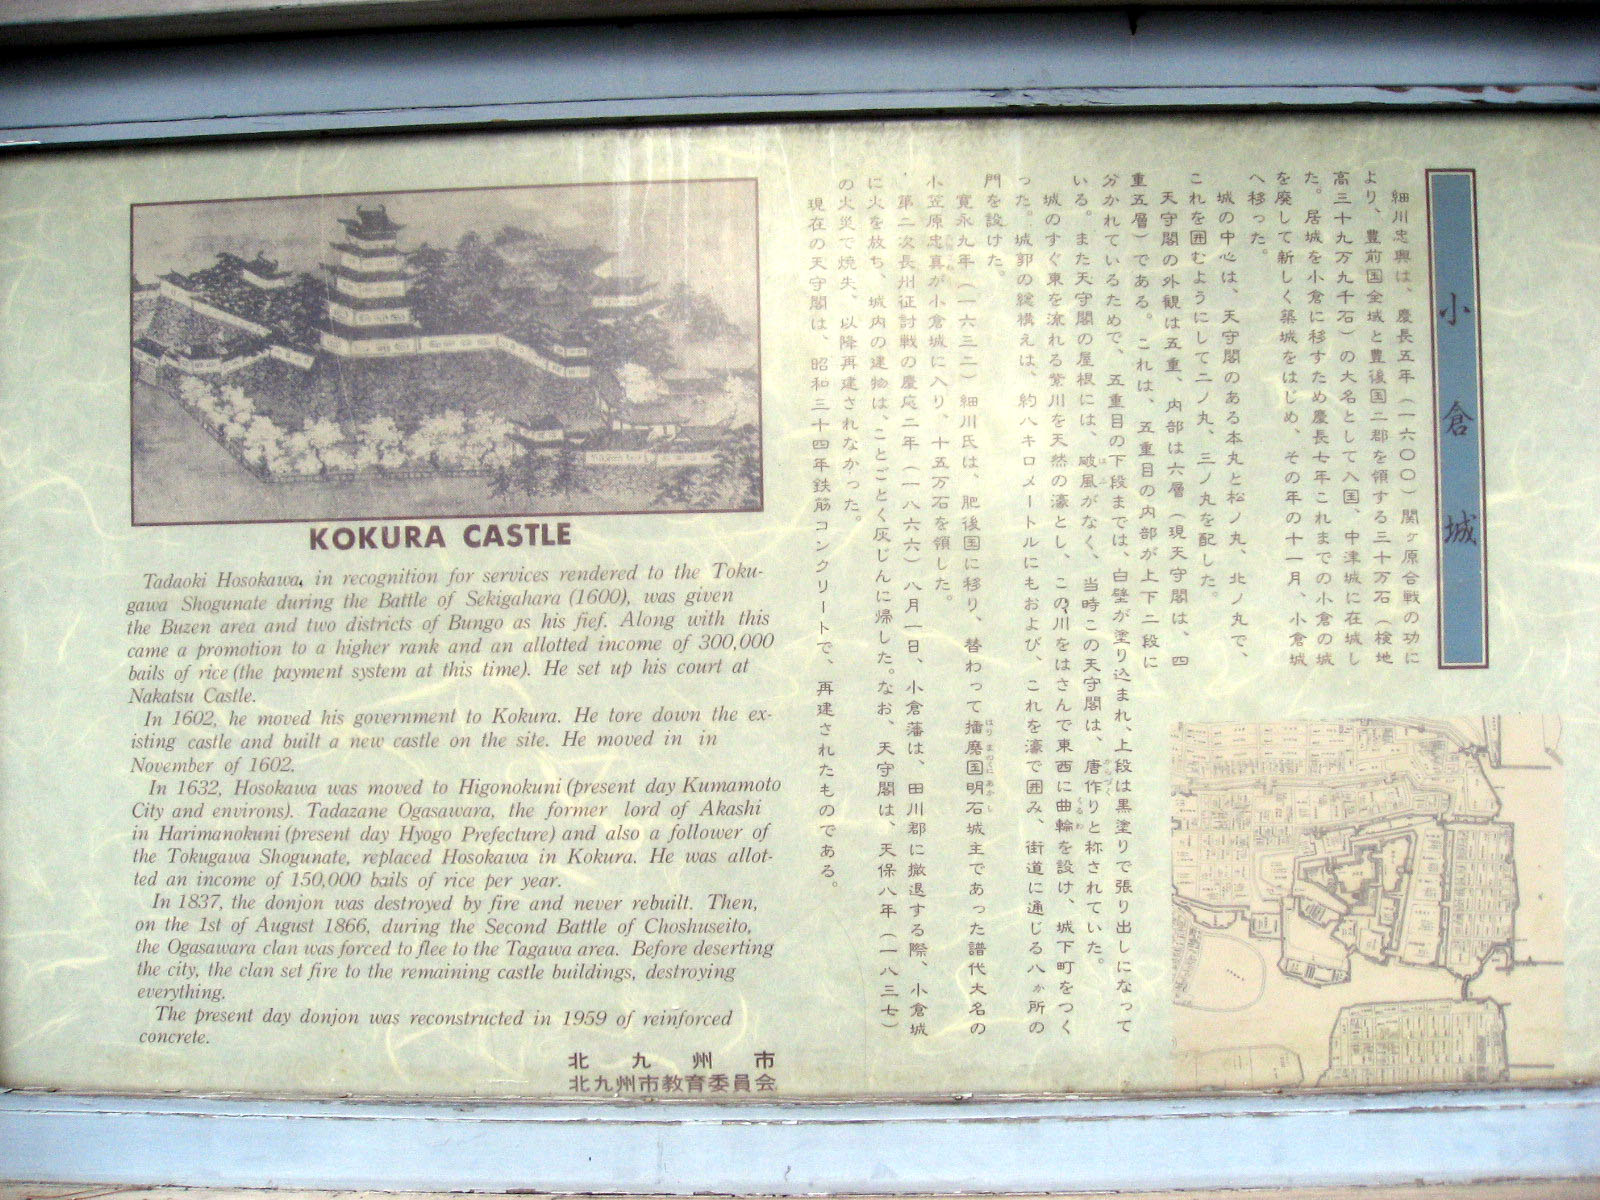 小倉城
細川忠興は、慶長五年（一六〇〇）関ヶ原合戦の功に
より、豊前国全域と豊後国二郡を領する三十万石（検地
高三十九万九千石）の大名として入国、中津城に在城し
た。居城を小倉に移すため慶長七年これまでの小倉の城
を廃して新しく築城をはじめ、その年の十一月、小倉城
へ移った。
城の中心は、天守閣のある本丸と松ノ丸、北ノ丸で、
これを囲むようにして二ノ丸、三ノ丸を配した。
天守閣の外観は五重、内部は六層（現天守閣は、四
重五層）である。これは、五重目の内部が上下二段に
分かれているためで、五重目の下段までは、白壁が塗り込まれ、上段は黒塗りで張り出しになって
いる。また天守閣の屋根には、破風がなく、当時この天守閣は、唐作りと称されていた。
城のすぐ東を流れる紫川を天然の濠とし、この川をはさんで東西に曲輪を設け、城下町をつく
った。城郭の総構えは、約八キロメートルにもおよび、これを濠で囲み、街道に通じる八ヵ所の
門を設けた。
寛永九年（一六三二）細川氏は、肥後国に移り、替わって播磨国明石城主であった譜代大名の
小笠原忠真が小倉城に入り、十五万石を領した。
第二次長州征討戦の慶応二年（一八六六）八月一日、小倉藩は、田川郡に撤退する際、小倉城
に火を放ち、城内の建物は、ことごとく灰じんに帰した。なお、天守閣は、天保八年（一八三七）
の火災で焼失、以降再建されなかった。
現在の天守閣は、昭和三十四年鉄筋コンクリートで、再建されたものである。
KOKURA CASTLE
Tadaoki Hosokawa, in recognition for services rendered to the Toku-
gawa Shogunate during the Battle of Sekigahara (1600), was given
the Buzen area and two districts of Bungo as his fief. Along with this
came a promotion to a higher rank and an allotted income of 300,000
bails of rice (the payment system at this time). He set up his court at
Nakatsu Castle.
In 1602, he moved his government to Kokura. He tore down the ex-
isting castle and built a new castle on the site. He moved in in
November of 1602.
In 1632, Hosokawa was moved to Higonokuni (present day Kumamoto
City and environs). Tadazane Ogasawara, the former lord of Akashi
in Harimanokuni (present day Hyogo Prefecture) and also a follower of
the Tokugawa Shogunate, replaced Hosokawa in Kokura. He was allot-
ted an income of 150,000 bails of rice per year.
In 1837, the donjon was destroyed by fire and never rebuilt. Then,
on the 1st of August 1866, during the Second Battle of Choshuseito,
the Ogasawara clan was forced to flee to the Tagawa area. Before deserting
the city, the clan set fire to the remaining castle buildings, destroying
everything.
The present day donjon was reconstructed in 1959 of reinforced
concrete.
北九州市
北九州市教育委員会